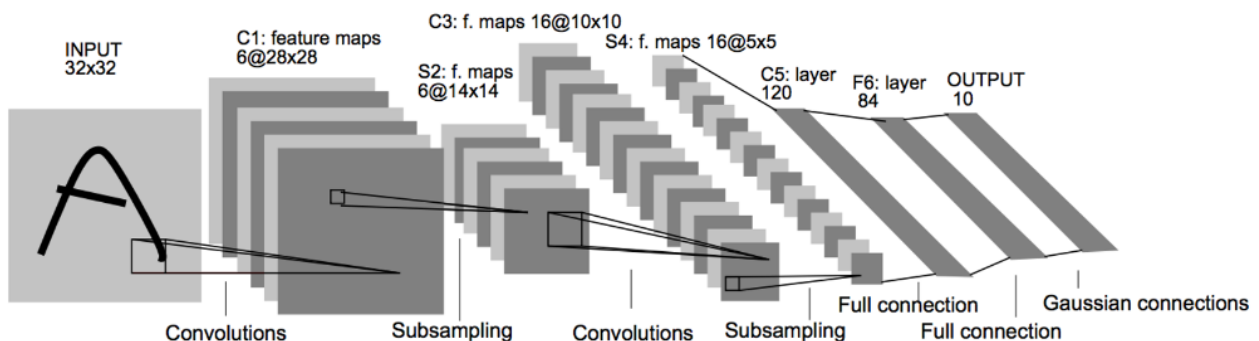 INPUT
32x32
C1: feature maps
6@28x28
S2: f. maps
6@14x14
C3: f. maps 16@10x10
S4: f. maps 16@5x5
C5: layer
120
F6: layer
84
OUTPUT
10
Convolutions
Subsampling
Convolutions
Subsampling
Full connection
Full connection
Gaussian connections
A